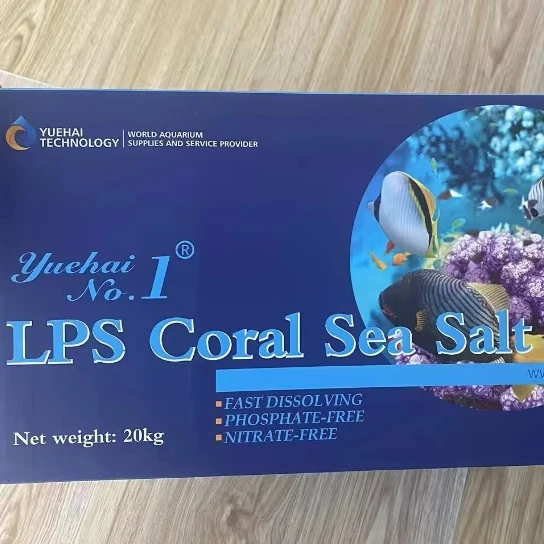 YUEHAI
TECHNOLOGY
WORLD AQUARIUM
SUPPLIES AND SERVICE PROVIDER
Yuehai®
No.1
LPS Coral Sea Salt
FAST DISSOLVING
PHOSPHATE-FREE
NITRATE-FREE
Net weight: 20kg